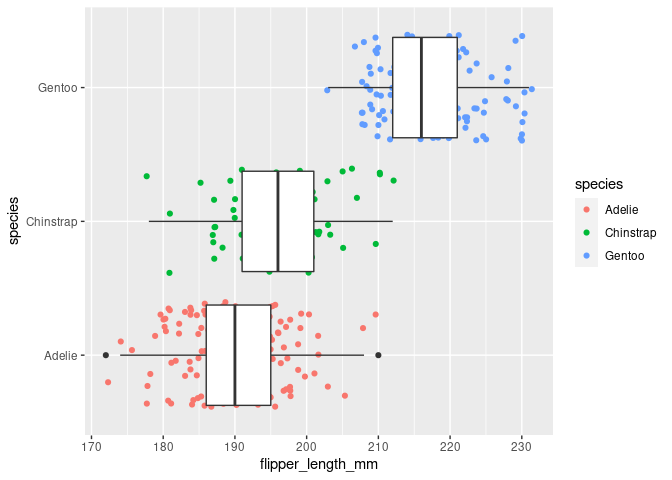 Gentoo
Chinstrap
Adelie
species
170 180 190 200 210 220 230
flipper_length_mm
species
Adelie
Chinstrap
Gentoo